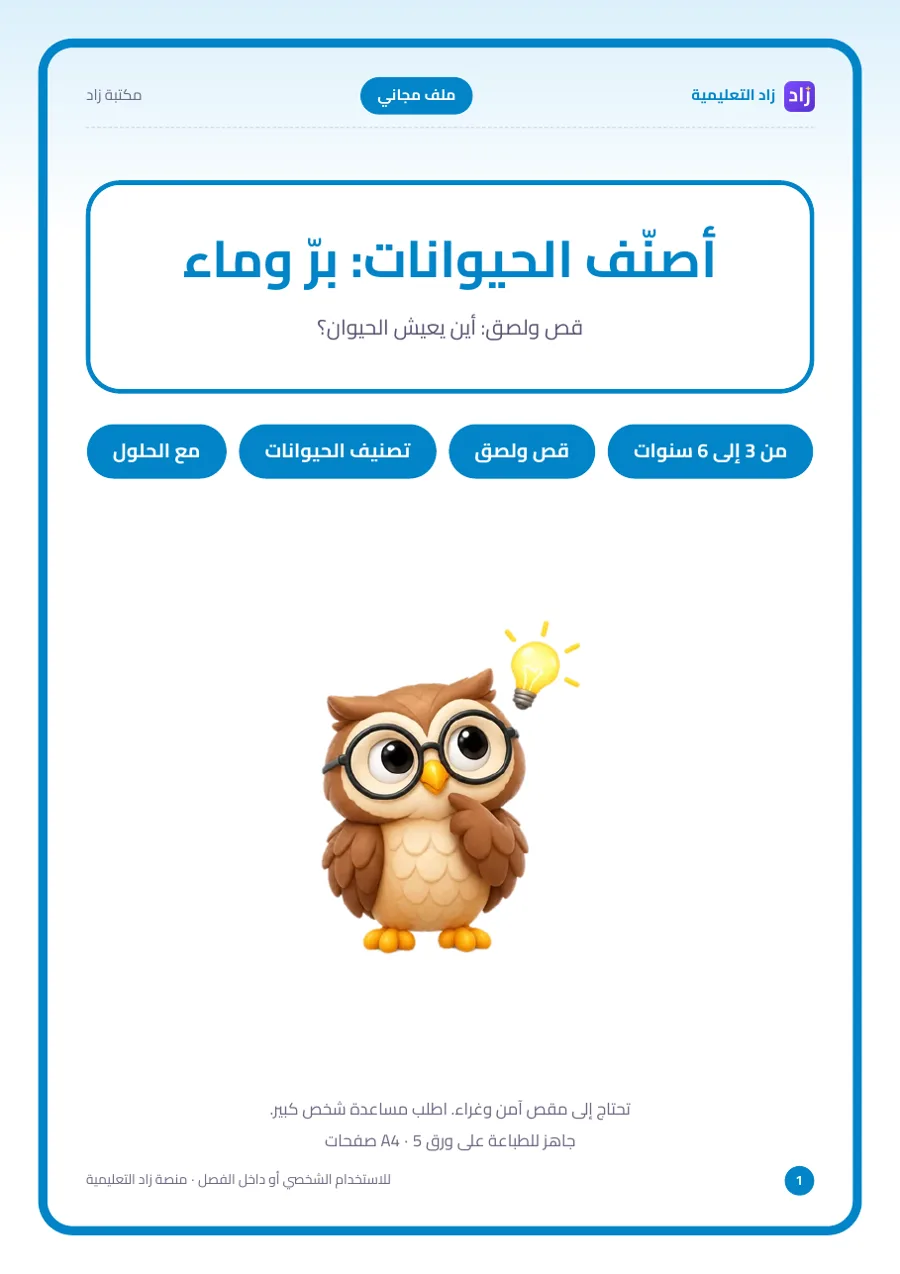 زاد زاد التعليمية
ملف مجاني
مكتبة زاد
أصنّف الحيوانات: برّ وماء
قص ولصق: أين يعيش الحيوان؟
من 3 إلى 6 سنوات
قص ولصق
تصنيف الحيوانات
مع الحلول
تحتاج إلى مقص آمن وغراء. اطلب مساعدة شخص كبير.
جاهز للطباعة على ورق A4 · 5 صفحات
1
للاستخدام الشخصي أو داخل الفصل · منصة زاد التعليمية